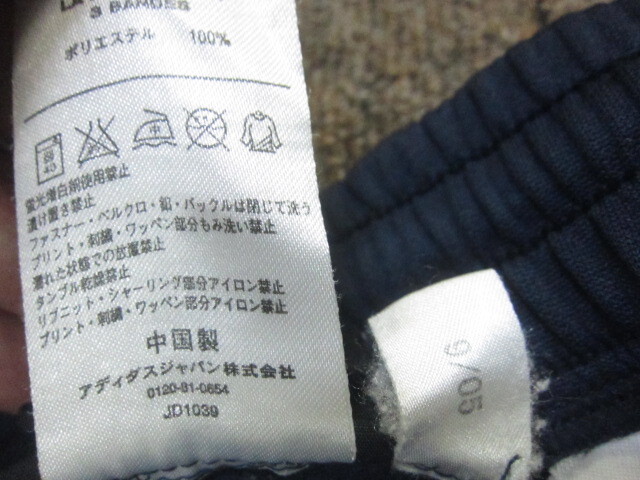 3 BANDES
ポリエステル 100%
蛍光増白剤使用禁止
漬け置き禁止
ファスナー・ベルクロ・釦・バックルは閉じて洗う
プリント・刺繍・ワッペン部分もみ洗い禁止
濡れた状態での放置禁止
タンブル乾燥禁止
リブニット・シャーリング部分アイロン禁止
プリント・刺繍・ワッペン部分アイロン禁止
中国製
アディダスジャパン株式会社
0120-81-0654
JD1039
9/05